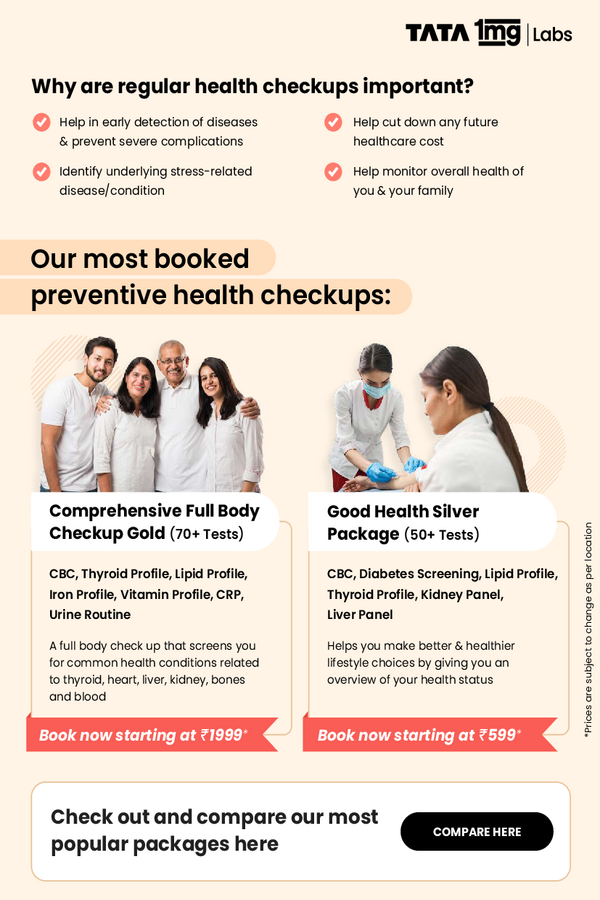 TATA 1mg | Labs
Why are regular health checkups important?
Help in early detection of diseases
& prevent severe complications
Help cut down any future
healthcare cost
Identify underlying stress-related
disease/condition
Help monitor overall health of
you & your family
Our most booked
preventive health checkups:
Comprehensive Full Body
Checkup Gold (70+ Tests)
CBC, Thyroid Profile, Lipid Profile,
Iron Profile, Vitamin Profile, CRP,
Urine Routine
A full body check up that screens you
for common health conditions related
to thyroid, heart, liver, kidney, bones
and blood
Book now starting at ₹1999*
Good Health Silver
Package (50+ Tests)
CBC, Diabetes Screening, Lipid Profile,
Thyroid Profile, Kidney Panel,
Liver Panel
Helps you make better & healthier
lifestyle choices by giving you an
overview of your health status
Book now starting at ₹599*
*Prices are subject to change as per location
Check out and compare our most
popular packages here
COMPARE HERE